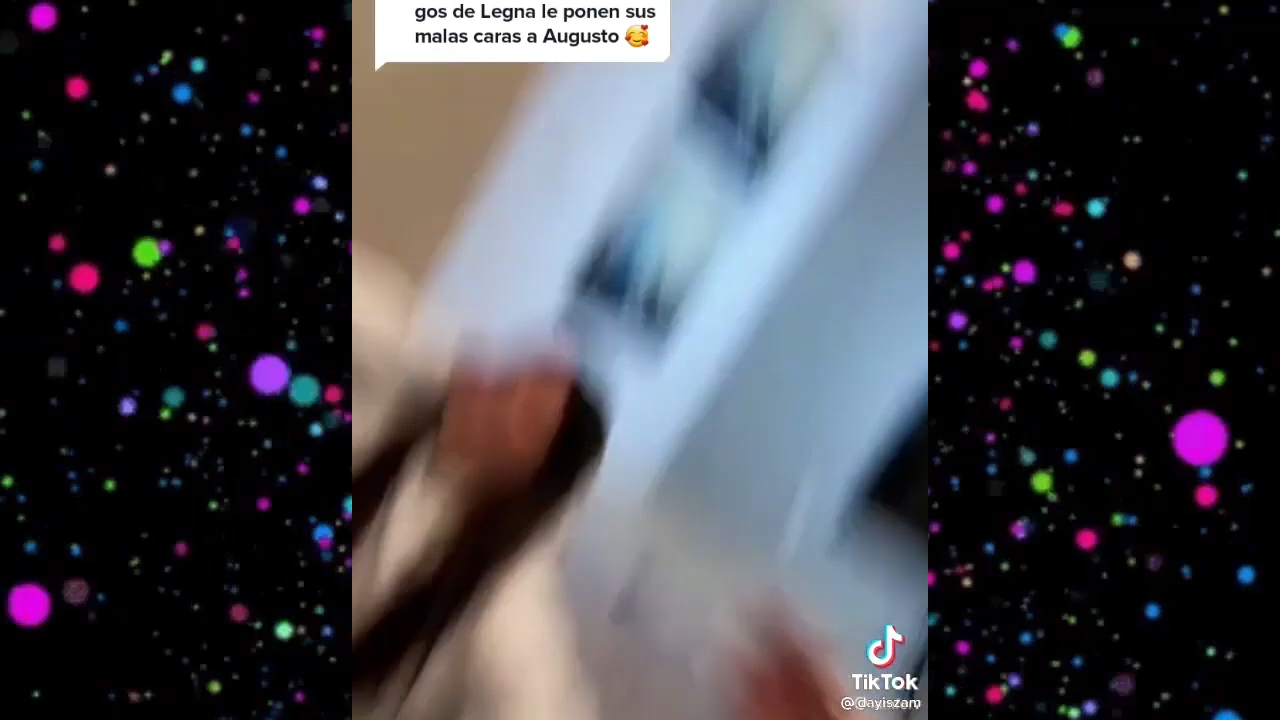 gos de Legna le ponen sus
malas caras a Augusto 🥰
TikTok
@dayiszam